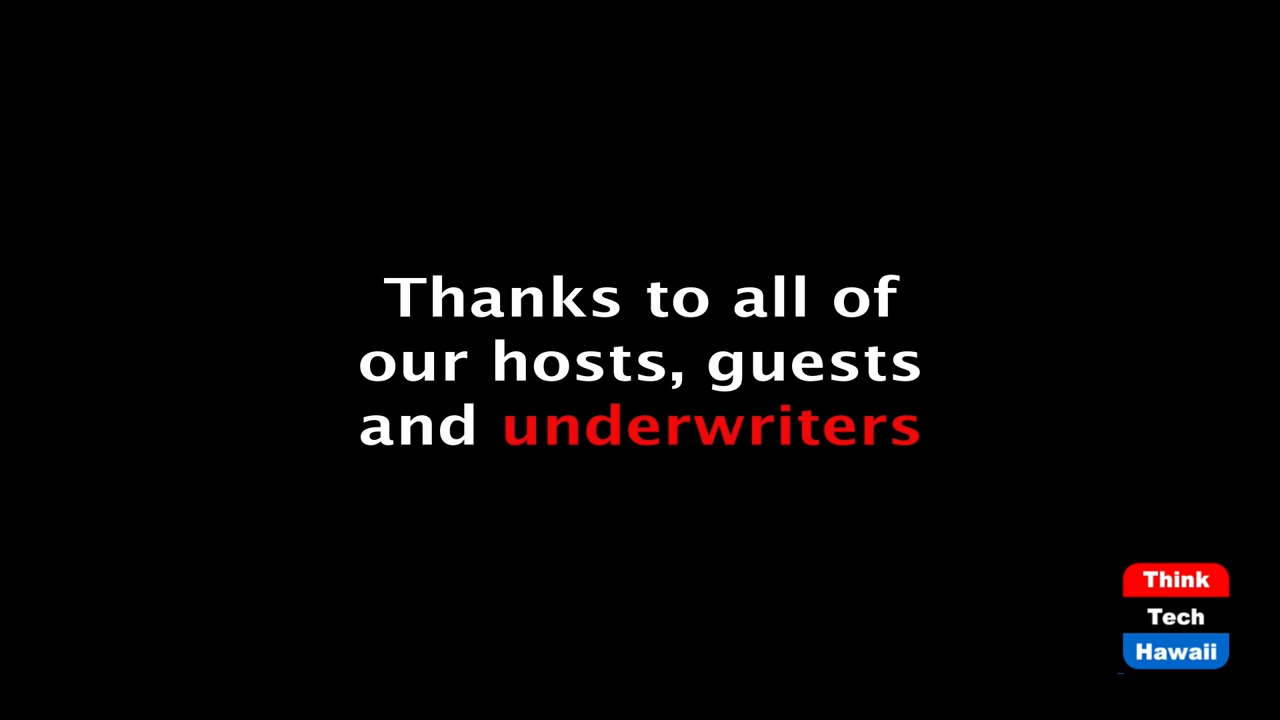 Thanks to all of
our hosts, guests
and underwriters
Think
Tech
Hawaii